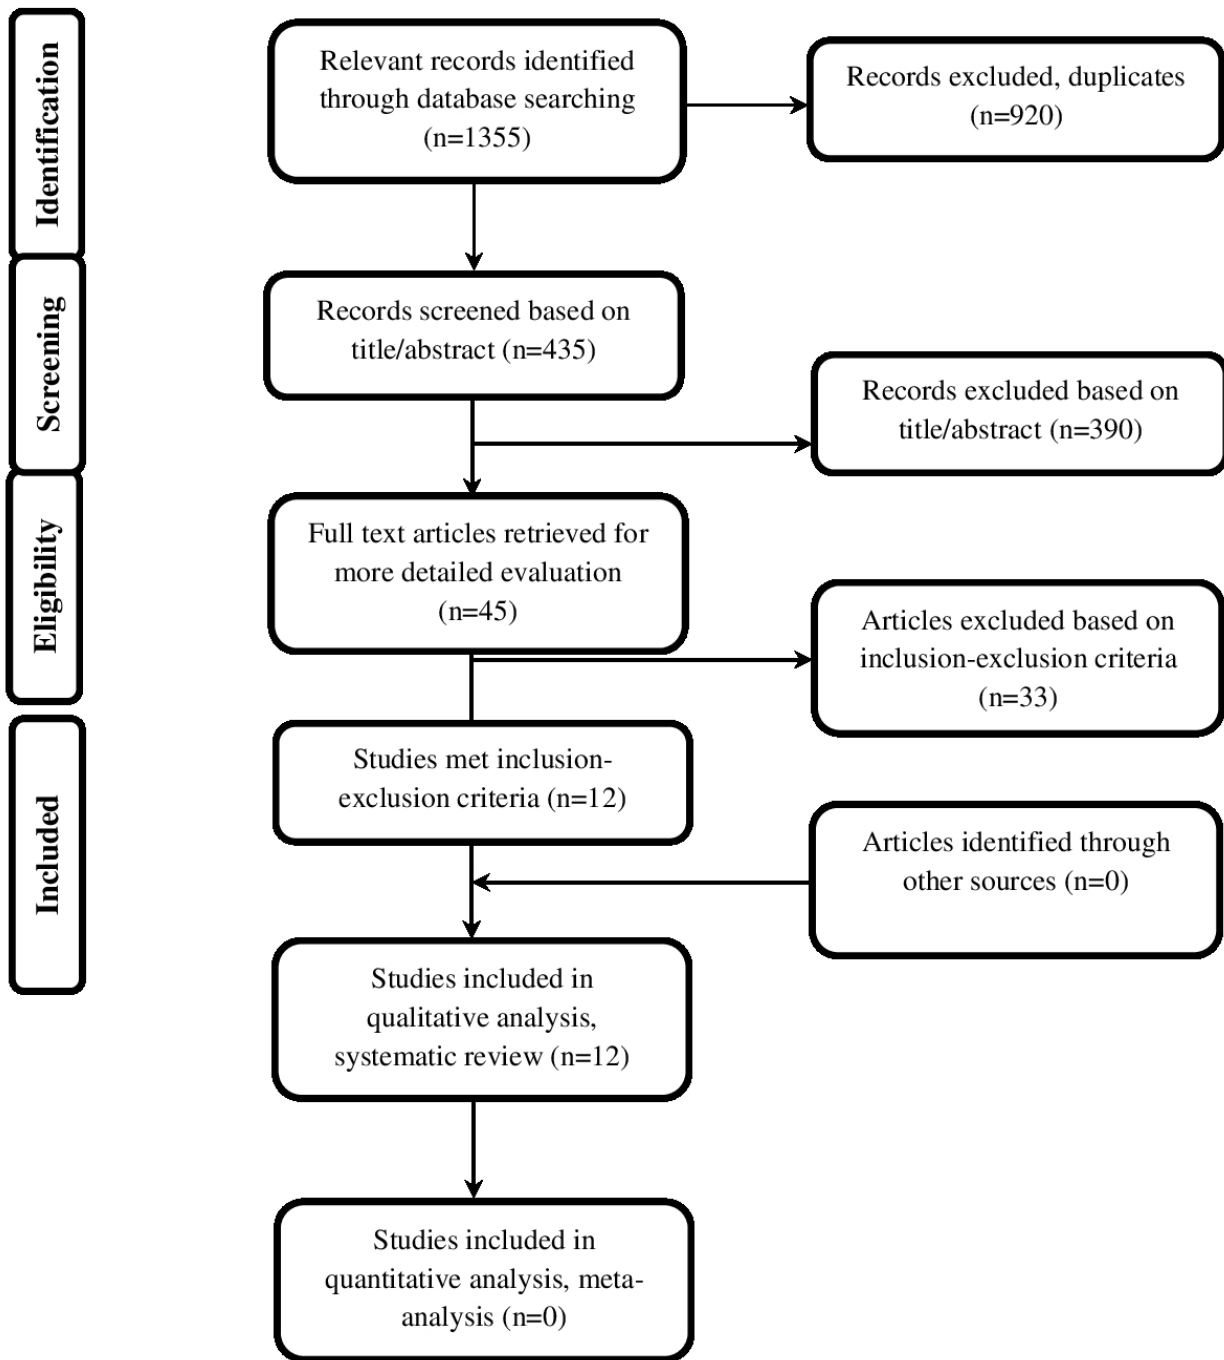 Identification
Relevant records identified
through database searching
(n=1355)
Records excluded, duplicates
(n=920)
Screening
Records screened based on
title/abstract (n=435)
Records excluded based on
title/abstract (n=390)
Eligibility
Full text articles retrieved for
more detailed evaluation
(n=45)
Articles excluded based on
inclusion-exclusion criteria
(n=33)
Included
Studies met inclusion-
exclusion criteria (n=12)
Articles identified through
other sources (n=0)
Studies included in
qualitative analysis,
systematic review (n=12)
Studies included in
quantitative analysis, meta-
analysis (n=0)